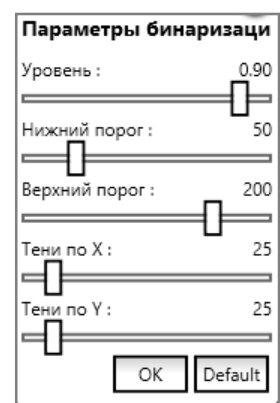 Параметры бинаризаци
Уровень : 0.90
Нижний порог : 50
Верхний порог : 200
Тени по X : 25
Тени по Y : 25
OK Default